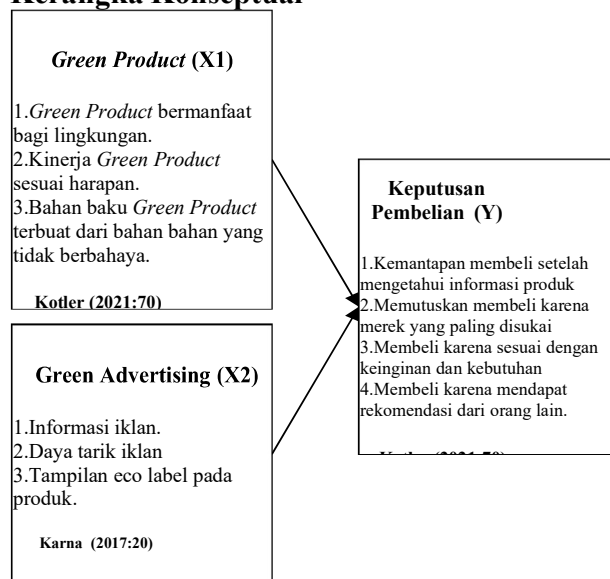 Kerangka Konseptual
Green Product (X1)
1.Green Product bermanfaat
bagi lingkungan.
2.Kinerja Green Product
sesuai harapan.
3.Bahan baku Green Product
terbuat dari bahan bahan yang
tidak berbahaya.
Kotler (2021:70)
Green Advertising (X2)
1.Informasi iklan.
2.Daya tarik iklan
3.Tampilan eco label pada
produk.
Karna (2017:20)
Keputusan
Pembelian (Y)
1.Kemantapan membeli setelah
mengetahui informasi produk
2.Memutuskan membeli karena
merek yang paling disukai
3.Membeli karena sesuai dengan
keinginan dan kebutuhan
4.Membeli karena mendapat
rekomendasi dari orang lain.